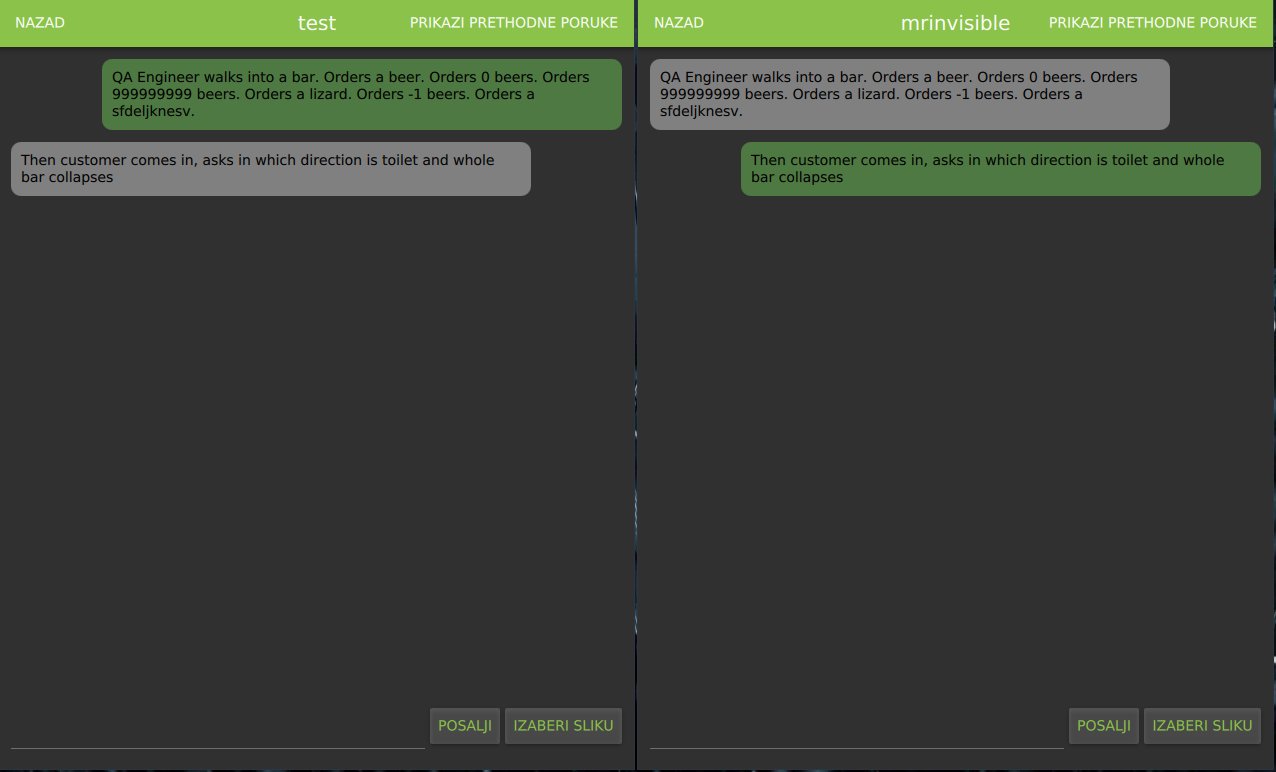 NAZAD test PRIKAZI PRETHODNE PORUKE
QA Engineer walks into a bar. Orders a beer. Orders 0 beers. Orders
999999999 beers. Orders a lizard. Orders -1 beers. Orders a
sfdeljknesv.
Then customer comes in, asks in which direction is toilet and whole
bar collapses
POSALJI IZABERI SLIKU
NAZAD mrinvisible PRIKAZI PRETHODNE PORUKE
QA Engineer walks into a bar. Orders a beer. Orders 0 beers. Orders
999999999 beers. Orders a lizard. Orders -1 beers. Orders a
sfdeljknesv.
Then customer comes in, asks in which direction is toilet and whole
bar collapses
POSALJI IZABERI SLIKU